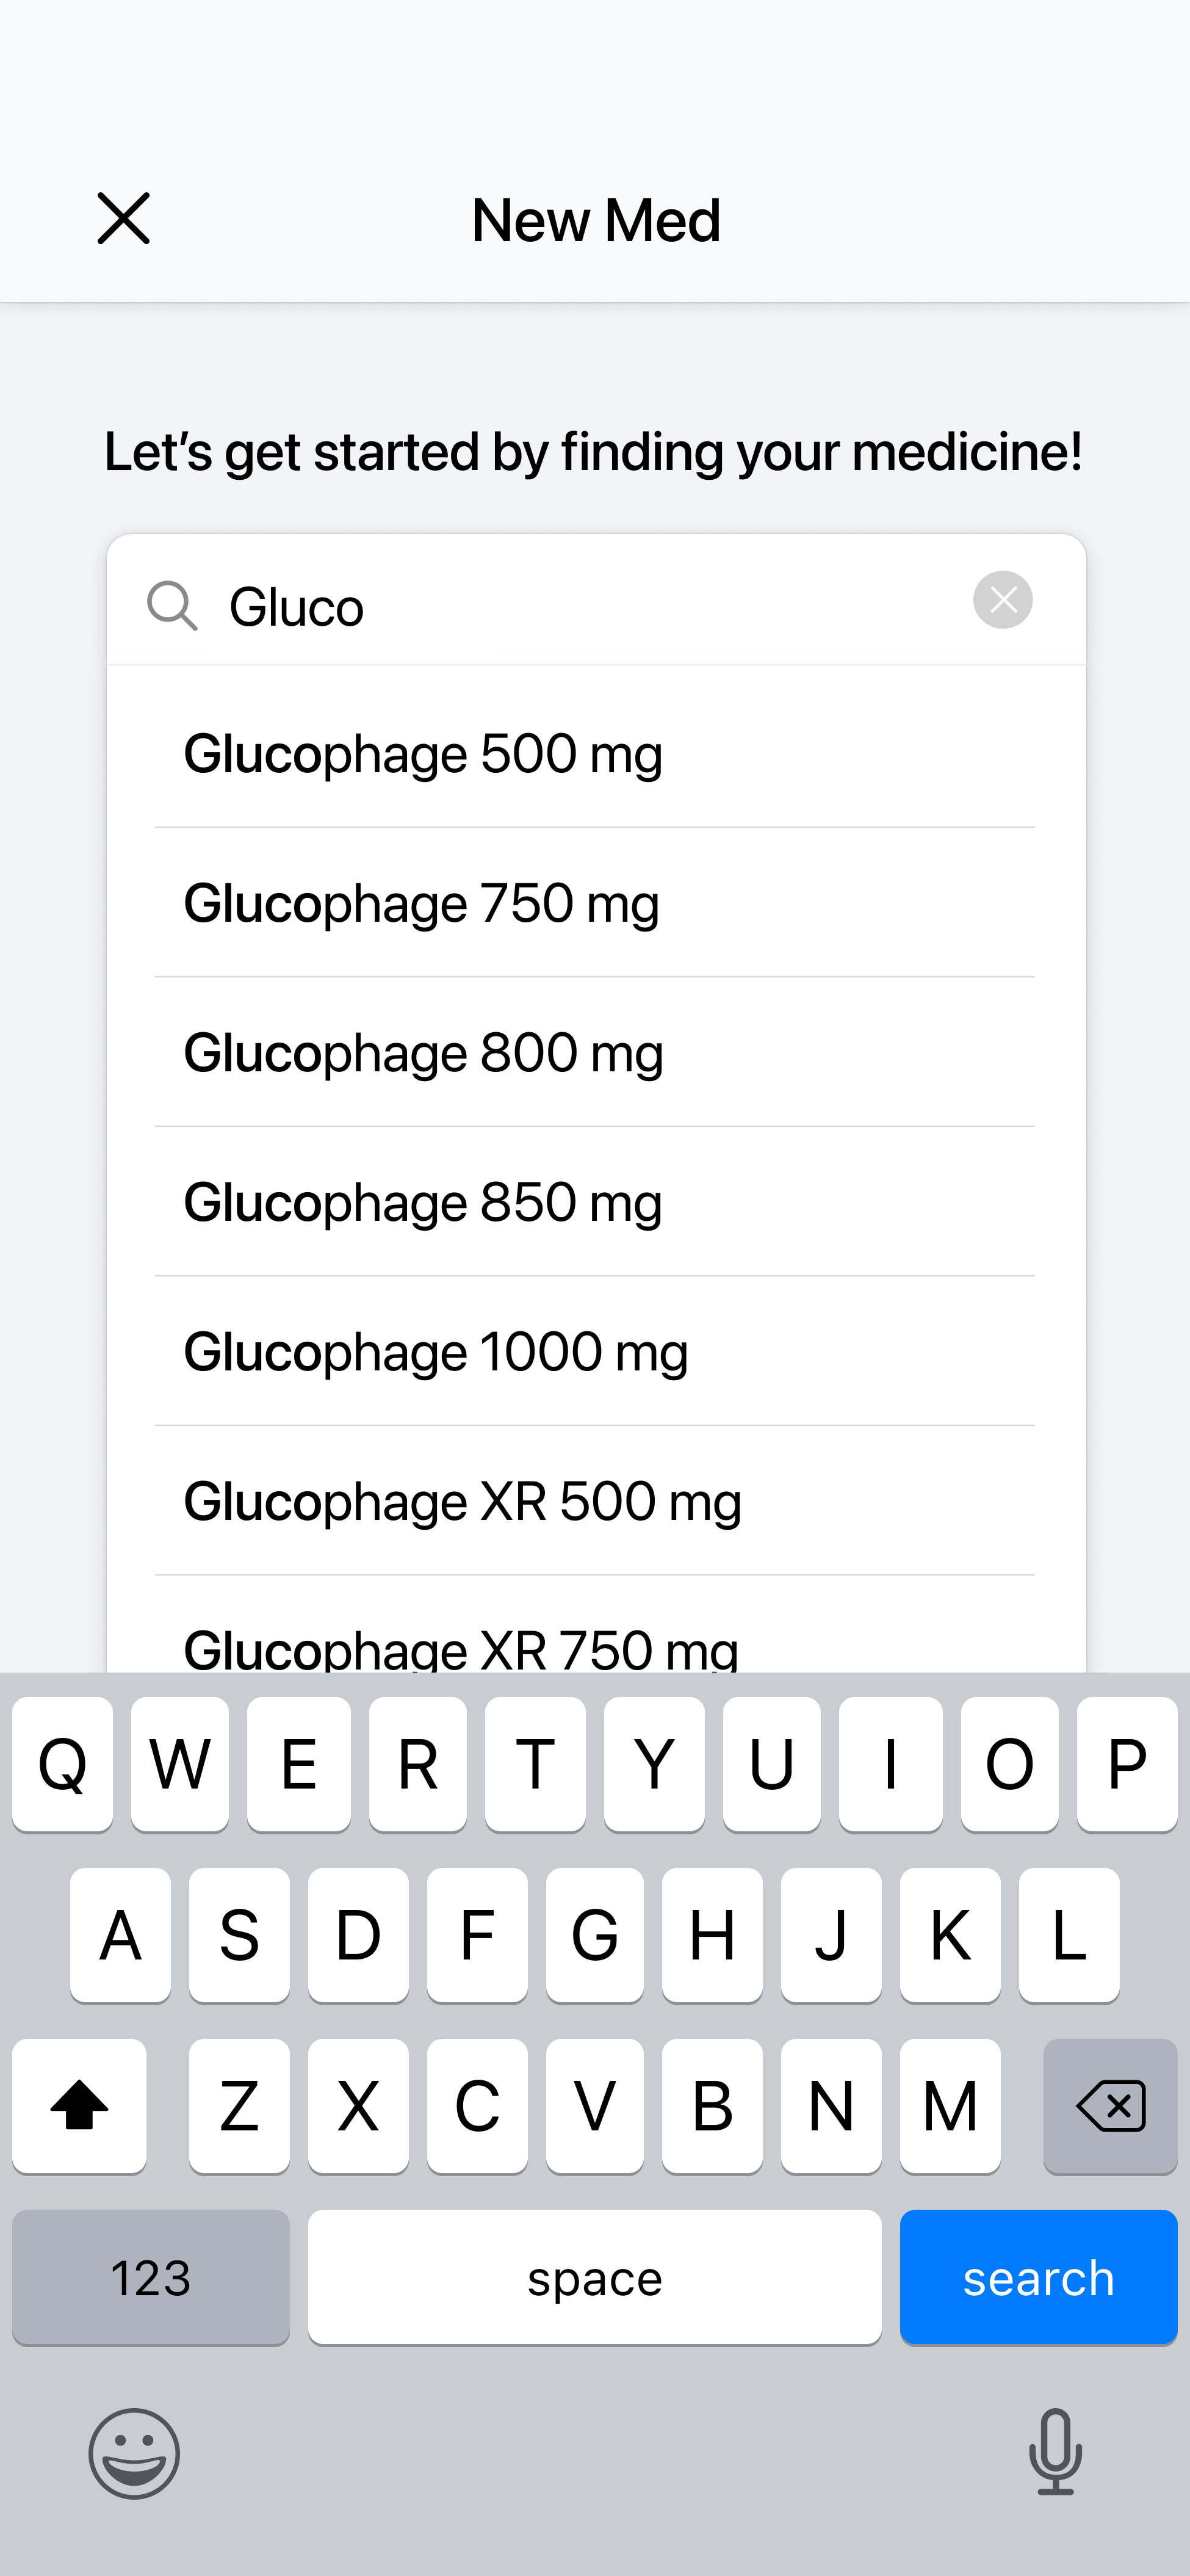 New Med
Let’s get started by finding your medicine!
Gluco
Glucophage 500 mg
Glucophage 750 mg
Glucophage 800 mg
Glucophage 850 mg
Glucophage 1000 mg
Glucophage XR 500 mg
Glucophage XR 750 mg
Q W E R T Y U I O P
A S D F G H J K L
Z X C V B N M
123 space search